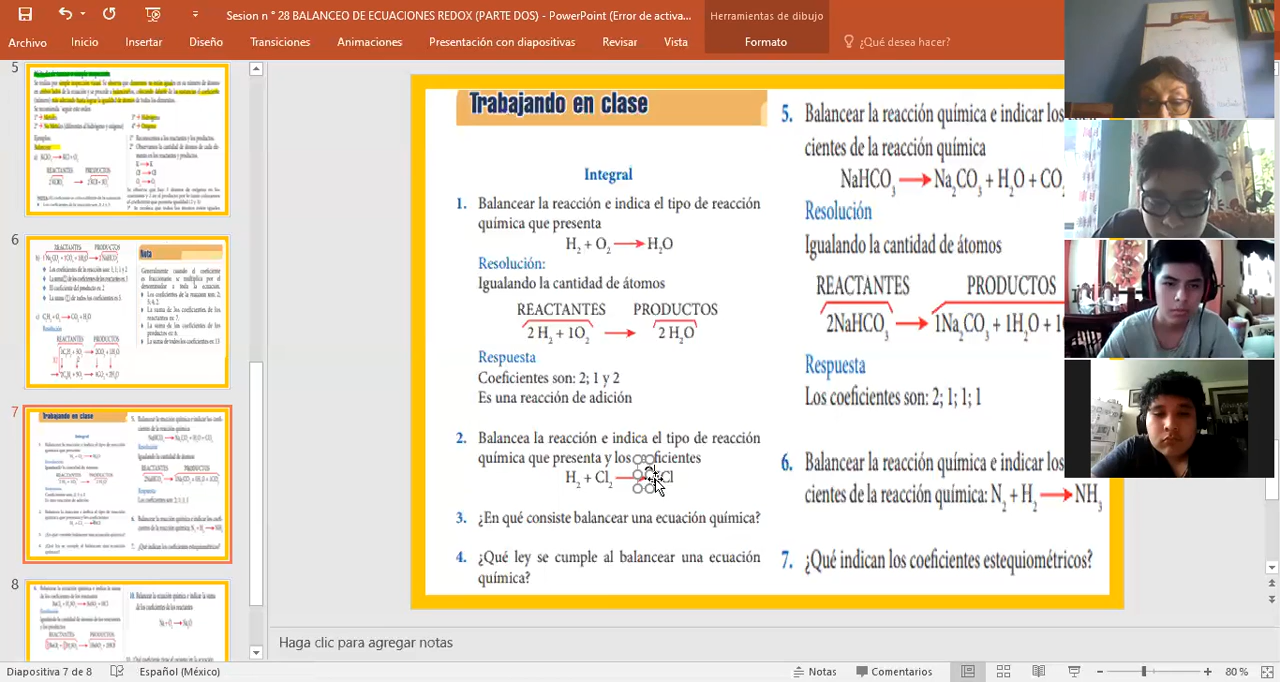 Sesion n ° 28 BALANCEO DE ECUACIONES REDOX (PARTE DOS) - PowerPoint (Error de activa...
Herramientas de dibujo
Archivo Inicio Insertar Diseño Transiciones Animaciones Presentación con diapositivas Revisar Vista Formato ¿Qué desea hacer?
5
6
7
8
REACTANTES PRODUCTOS
Nota
Trabajando en clase
Integral
1. Balancear la reacción e indica el tipo de reacción
química que presenta
H₂ + O₂ → H₂O
Resolución:
Igualando la cantidad de átomos
REACTANTES PRODUCTOS
2 H₂ + 1O₂ → 2 H₂O
Respuesta
Coeficientes son: 2; 1 y 2
Es una reacción de adición
2. Balancea la reacción e indica el tipo de reacción
química que presenta y los coeficientes
H₂ + Cl₂ → Cl
3. ¿En qué consiste balancear una ecuación química?
4. ¿Qué ley se cumple al balancear una ecuación
química?
5. Balancear la reacción química e indicar los
cientes de la reacción química
NaHCO₃ → Na₂CO₃ + H₂O + CO
Resolución
Igualando la cantidad de átomos
REACTANTES PRODUCTOS
2NaHCO₃ → 1Na₂CO₃ + 1H₂O + 1
Respuesta
Los coeficientes son: 2; 1; 1; 1
6. Balancear la reacción química e indicar los
cientes de la reacción química: N₂ + H₂ → NH₃
7. ¿Qué indican los coeficientes estequiométricos?
Haga clic para agregar notas
Diapositiva 7 de 8 Español (México) Notas Comentarios 80 %